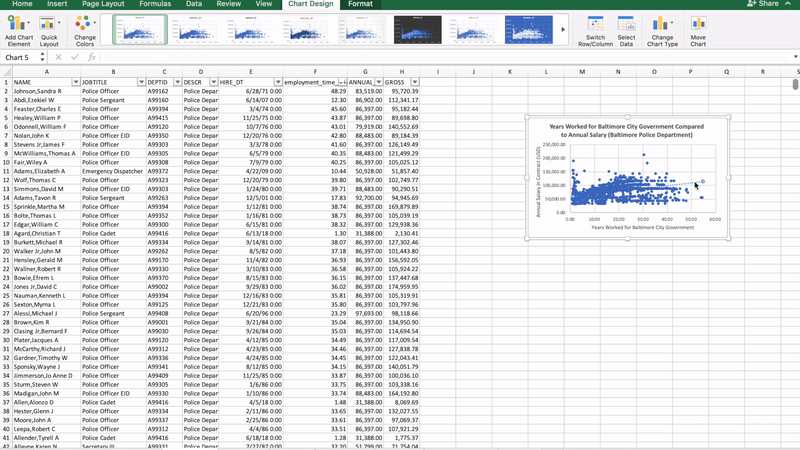 Home Insert Page Layout Formulas Data Review View Chart Design Format Share
Add Chart Element Quick Layout Change Colors Switch Row/Column Select Data Change Chart Type Move Chart
Chart 5 fx
A B C D E F G H I J K L M N O P Q R S
1 NAME JOBTITLE DEPTID DESCR HIRE_DT employment_time_ ANNUAL_ GROSS
2 Johnson,Sandra R Police Officer A99162 Police Depar 6/28/71 0:00 48.29 83,519.00 95,720.39
3 Abdi,Ezekiel W Police Sergeant A99160 Police Depar 6/14/07 0:00 12.30 86,902.00 112,341.17
4 Feaster,Charles E Police Officer A99394 Police Depar 3/3/74 0:00 45.60 86,397.00 95,182.44
5 Healey,William P Police Officer A99415 Police Depar 11/25/75 0:00 43.87 86,397.00 89,698.80
6 Odonnell,William F Police Officer A99120 Police Depar 10/7/76 0:00 43.01 79,919.00 140,552.69
7 Nolan,John K Police Officer EID A99393 Police Depar 12/20/76 0:00 42.80 88,483.00 89,184.39
8 Stevens Jr,James F Police Officer A99303 Police Depar 3/3/78 0:00 41.60 86,397.00 126,149.49
9 McWilliams,Thomas A Police Officer EID A99303 Police Depar 6/5/79 0:00 40.35 88,483.00 121,499.29
10 Fair,Wiley A Police Officer A99308 Police Depar 7/9/79 0:00 40.25 86,397.00 105,025.12
11 Adams,Elizabeth A Emergency Dispatcher A99372 Police Depar 4/22/09 0:00 10.44 50,928.00 51,857.40
12 Wolf,Thomas C Police Officer A99323 Police Depar 12/20/79 0:00 39.80 86,397.00 102,749.77
13 Simmons,David M Police Officer EID A99303 Police Depar 1/24/80 0:00 39.71 88,483.00 90,290.51
14 Adams,Tavon R Police Sergeant A99263 Police Depar 12/5/01 0:00 17.83 92,700.00 94,945.69
15 Sprinkle,Martha M Police Officer A99394 Police Depar 12/8/80 0:00 38.84 86,397.00 169,879.89
16 Bolte,Thomas L Police Officer A99352 Police Depar 1/26/81 0:00 38.73 86,397.00 105,039.19
17 Edgar,William C Police Officer A99300 Police Depar 6/18/81 0:00 38.32 86,397.00 129,938.36
18 Agard,Christian T Police Cadet A99416 Police Depar 6/13/18 0:00 1.30 31,388.00 2,130.41
19 Burkett,Michael R Police Officer A99334 Police Depar 9/14/81 0:00 38.07 86,397.00 127,302.46
20 Walker Jr,John M Police Officer A99262 Police Depar 8/5/82 0:00 37.18 86,397.00 101,443.80
21 Hensley,Gerald M Police Officer A99170 Police Depar 11/4/82 0:00 36.93 86,397.00 156,592.05
22 Wallner,Robert R Police Officer A99330 Police Depar 3/10/83 0:00 36.58 86,397.00 105,924.22
23 Bowie,Efrem L Police Officer A99370 Police Depar 8/15/83 0:00 36.15 86,397.00 137,447.68
24 Jones Jr,David C Police Officer A99002 Police Depar 9/29/83 0:00 36.02 86,397.00 174,959.95
25 Nauman,Kenneth L Police Officer A99394 Police Depar 12/16/83 0:00 35.81 86,397.00 105,319.91
26 Sexton,Myrna L Police Officer A99125 Police Depar 12/21/83 0:00 35.80 86,397.00 103,797.96
27 Alessi,Michael J Police Sergeant A99408 Police Depar 6/20/96 0:00 23.29 97,693.00 98,118.66
28 Brown,Kim R Police Officer A99001 Police Depar 9/21/84 0:00 35.04 86,397.00 134,950.90
29 Clasing Jr,Bernard F Police Officer A99030 Police Depar 9/26/84 0:00 35.03 86,397.00 114,694.54
30 Plater,Jacques A Police Officer A99120 Police Depar 4/12/85 0:00 34.49 86,397.00 114,009.57
31 McCarthy,Richard J Police Officer A99312 Police Depar 4/23/85 0:00 34.46 86,397.00 127,838.78
32 Gardner,Timothy W Police Officer A99336 Police Depar 4/24/85 0:00 34.46 86,397.00 122,043.41
33 Sponsky,Wayne J Police Officer A99341 Police Depar 8/14/85 0:00 34.15 86,397.00 140,051.79
34 Jimmerson,Jo Anne D Police Officer A99416 Police Depar 11/25/85 0:00 33.87 86,397.00 100,036.10
35 Sturm,Steven W Police Officer A99305 Police Depar 1/6/86 0:00 33.75 86,397.00 103,338.16
36 Madigan,John M Police Officer EID A99330 Police Depar 1/10/86 0:00 33.74 88,483.00 164,192.80
37 Allen,Alonzo D Police Cadet A99416 Police Depar 4/5/18 0:00 1.48 31,388.00 8,069.69
38 Hester,Glenn J Police Officer A99334 Police Depar 2/11/86 0:00 33.65 86,397.00 132,027.55
39 Moore,John A Police Officer A99337 Police Depar 2/28/86 0:00 33.61 86,397.00 97,069.37
40 Leepa,Robert C Police Officer A99312 Police Depar 4/4/86 0:00 33.51 86,397.00 107,921.29
41 Allender,Tyrell A Police Cadet A99416 Police Depar 6/18/18 0:00 1.28 31,388.00 1,775.37
Years Worked for Baltimore City Government Compared
to Annual Salary (Baltimore Police Department)
Annual Salary in Contract (USD)
250,000.00
200,000.00
150,000.00
100,000.00
50,000.00
0.00
0.00 10.00 20.00 30.00 40.00 50.00 60.00
Years Worked for Baltimore City Government